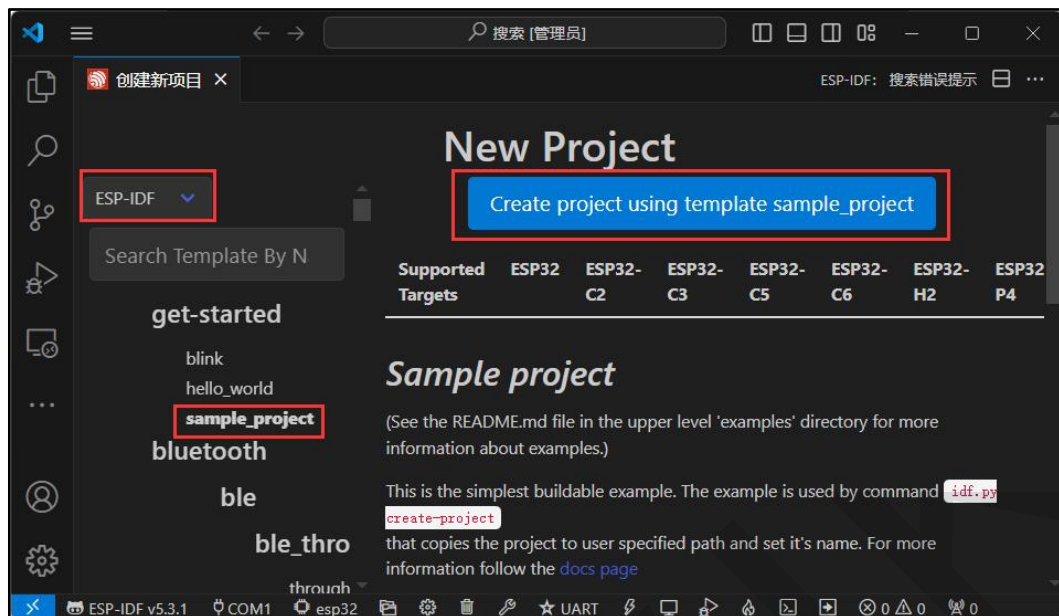 搜索 [管理员]
创建新项目
ESP-IDF: 搜索错误提示
New Project
ESP-IDF
Create project using template sample_project
Search Template By N
Supported Targets ESP32 ESP32-C2 ESP32-C3 ESP32-C5 ESP32-C6 ESP32-H2 ESP32 P4
get-started
blink
hello_world
sample_project
bluetooth
ble
ble_thro
through
Sample project
(See the README.md file in the upper level 'examples' directory for more
information about examples.)
This is the simplest buildable example. The example is used by command idf.py
create-project
that copies the project to user specified path and set it's name. For more
information follow the docs page
ESP-IDF v5.3.1 COM1 esp32 UART 0 0 0